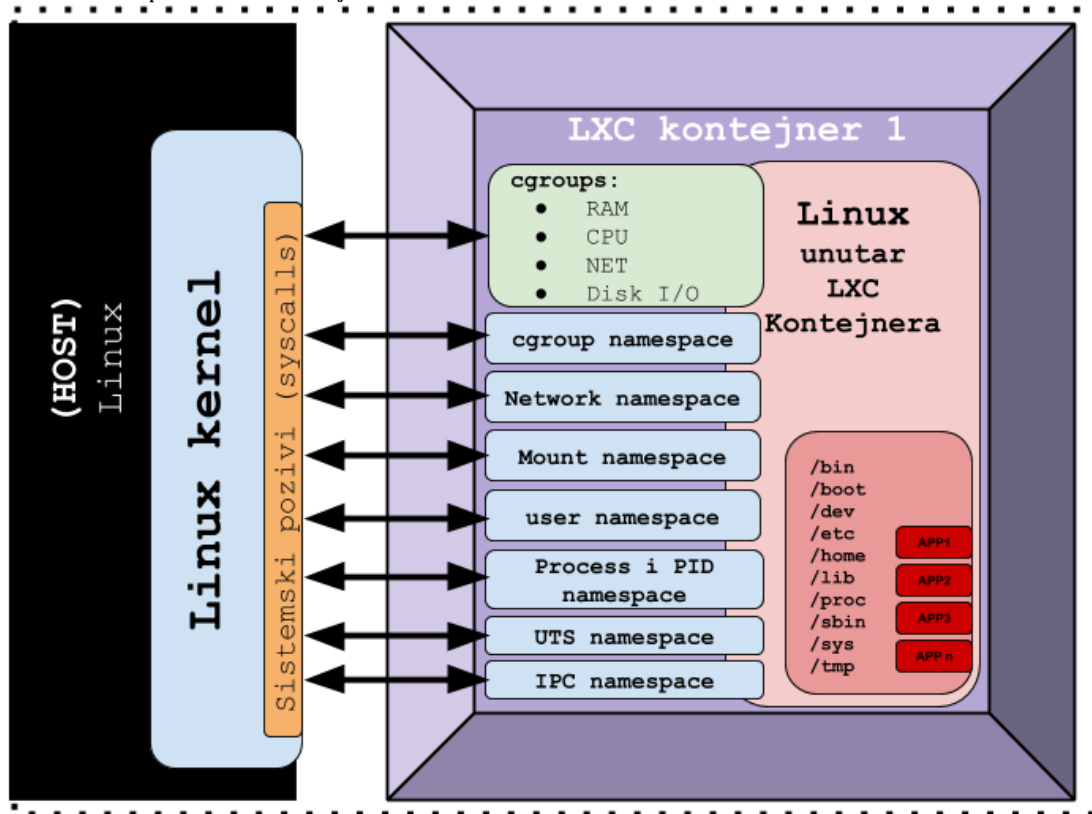 (HOST)
Linux
Linux kernel
Sistemski pozivi (syscalls)
LXC kontejner 1
cgroups:
● RAM
● CPU
● NET
● Disk I/O
cgroup namespace
Network namespace
Mount namespace
user namespace
Process i PID
namespace
UTS namespace
IPC namespace
Linux
unutar
LXC
Kontejnera
/bin
/boot
/dev
/etc
/home
/lib
/proc
/sbin
/sys
/tmp
APP1
APP2
APP3
APP n